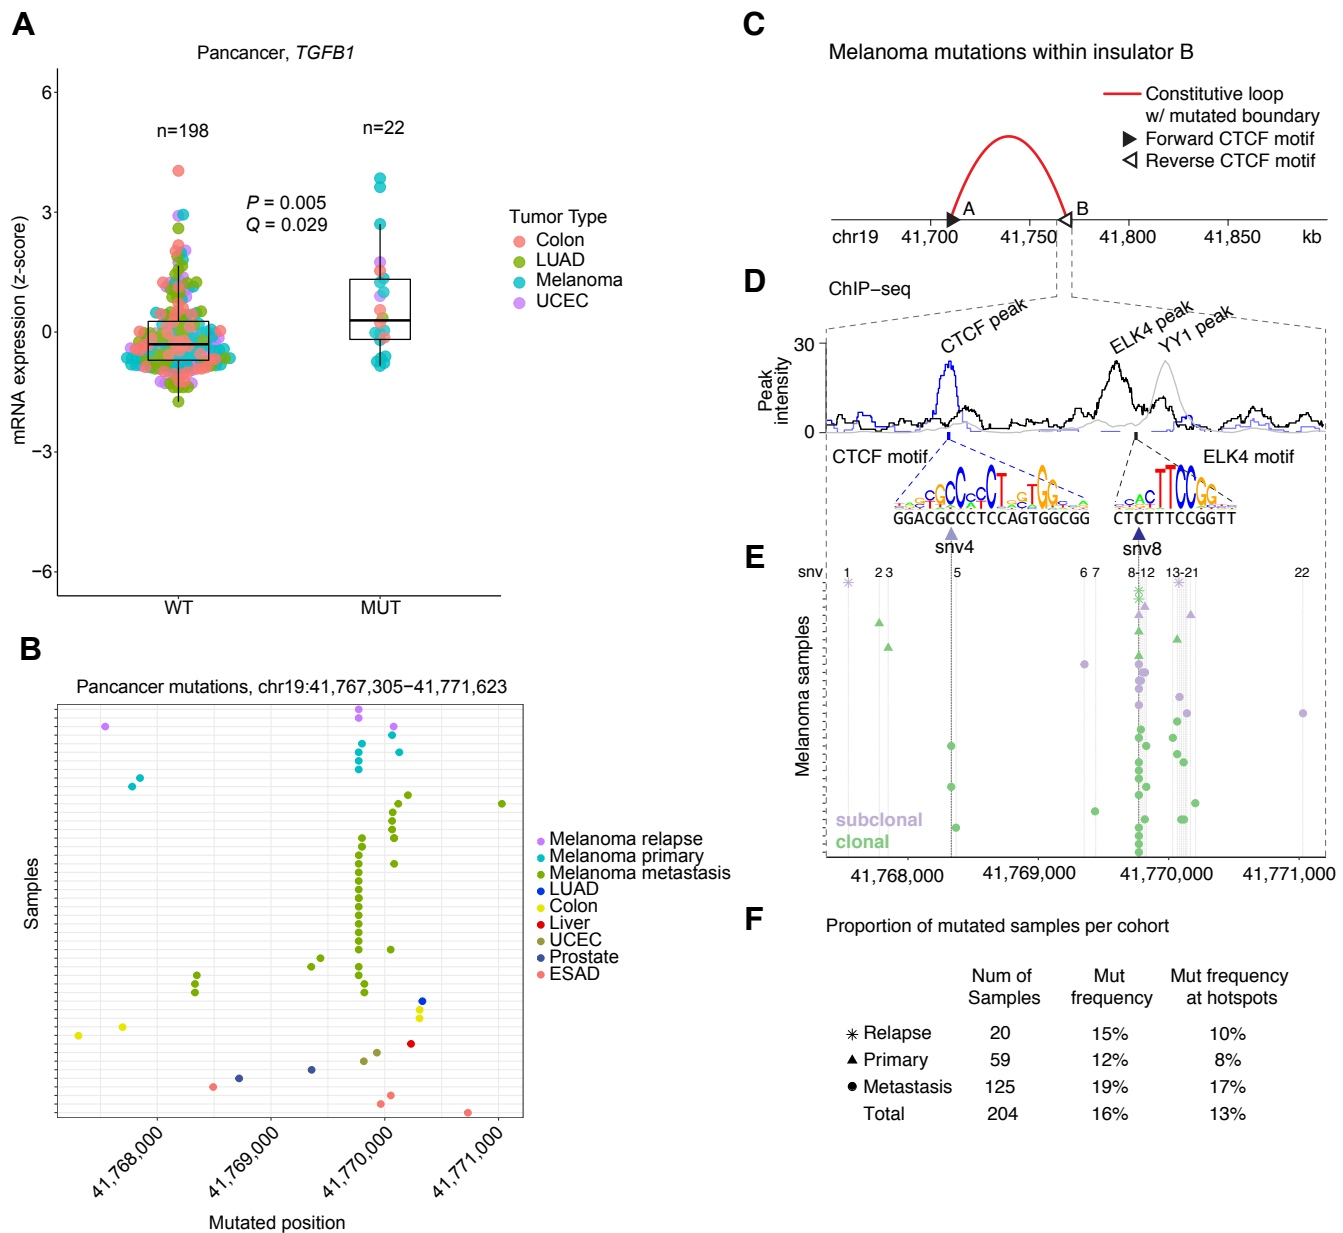 A
Pancancer, TGFB1
6
3
0
−3
−6
mRNA expression (z-score)
n=198
n=22
P = 0.005
Q = 0.029
WT
MUT
Tumor Type
Colon
LUAD
Melanoma
UCEC
B
Pancancer mutations, chr19:41,767,305−41,771,623
Samples
41,768,000
41,769,000
41,770,000
41,771,000
Mutated position
Melanoma relapse
Melanoma primary
Melanoma metastasis
LUAD
Colon
Liver
UCEC
Prostate
ESAD
C
Melanoma mutations within insulator B
Constitutive loop
w/ mutated boundary
Forward CTCF motif
Reverse CTCF motif
A
B
chr19
41,700
41,750
41,800
41,850
kb
D
ChIP−seq
CTCF peak
ELK4 peak
YY1 peak
30
0
Peak
intensity
CTCF motif
ELK4 motif
GGACGCCCTCCAGTGGCGG
CTCTTTCCGGTT
snv4
snv8
E
snv
1
2
3
5
6
7
8-12
13-21
22
Melanoma samples
subclonal
clonal
41,768,000
41,769,000
41,770,000
41,771,000
F
Proportion of mutated samples per cohort
Num of
Samples
Mut
frequency
Mut frequency
at hotspots
Relapse 20 15% 10%
Primary 59 12% 8%
Metastasis 125 19% 17%
Total 204 16% 13%